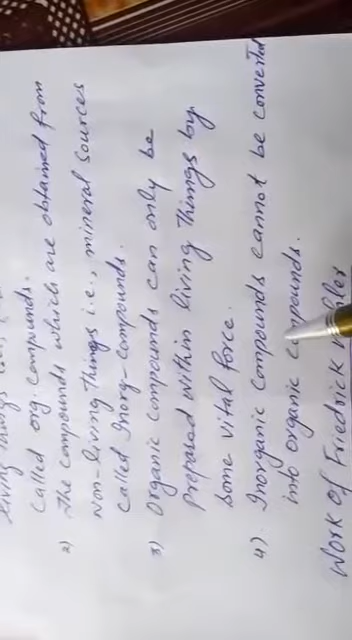 living things
called org. compounds.
2) The compounds which are obtained from
non-living things i.e., mineral sources
called Inorg-compounds.
3) Organic compounds can only be
Prepared within living things by
some vital force.
4). Inorganic compounds cannot be converted
into organic compounds.
Work of Friedrick